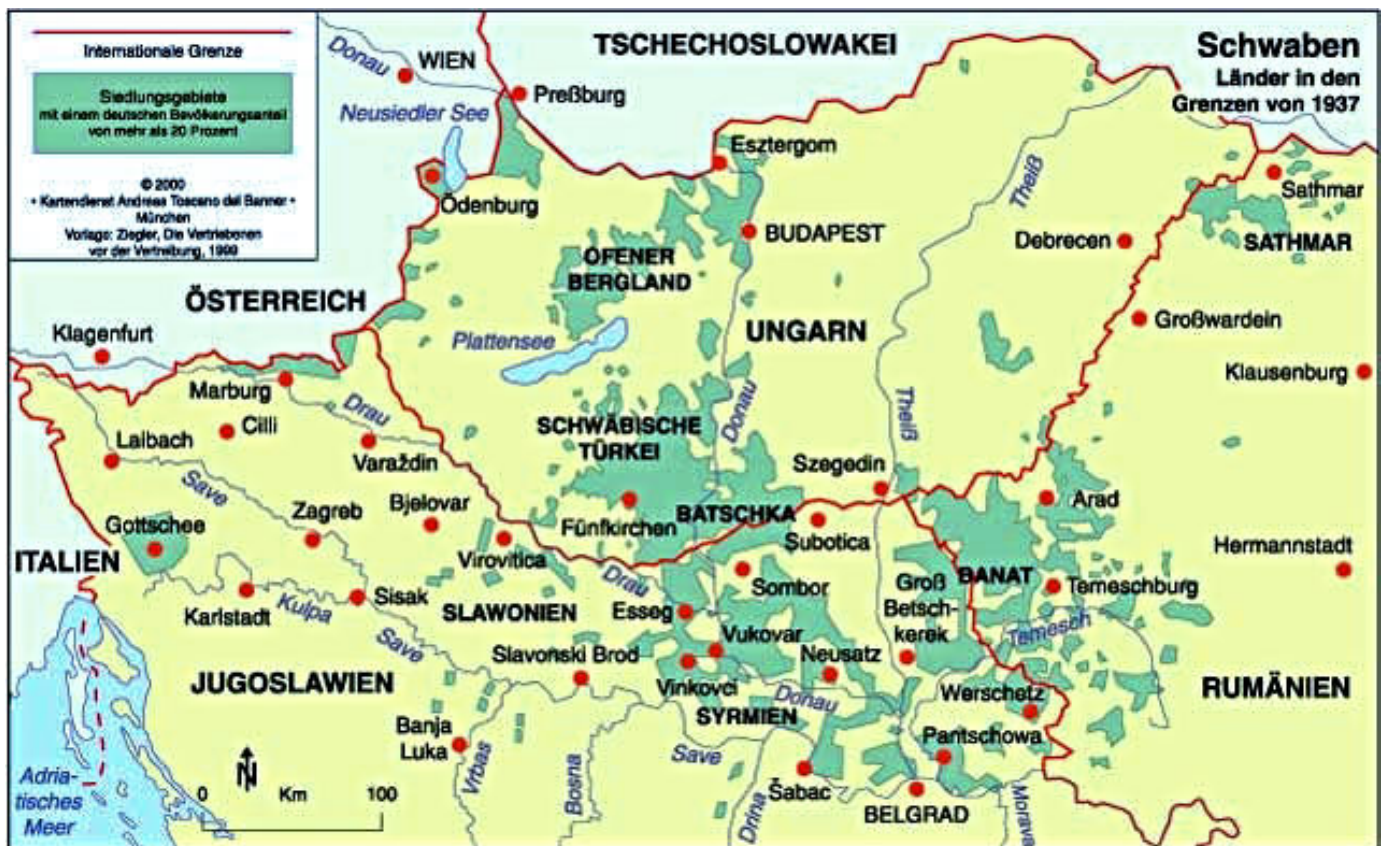 Internationale Grenze
Siedlungsgebiete
mit einem deutschen Bevölkerungsanteil
von mehr als 20 Prozent
© 2000
• Kartendienst Andreas Toscano del Banner •
München
Vorlage: Ziegler, Die Vertriebenen
vor der Vertreibung, 1999
Schwaben
Länder in den
Grenzen von 1937
TSCHECHOSLOWAKEI
Donau
WIEN
Preßburg
Neusiedler See
Esztergom
Ödenburg
Theiß
Sathmar
SATHMAR
Debrecen
BUDAPEST
OFENER
BERGLAND
ÖSTERREICH
Klagenfurt
Plattensee
UNGARN
Großwardein
Klausenburg
Marburg
Drau
Cilli
Laibach
Varaždin
SCHWÄBISCHE
TÜRKEI
Donau
Theiß
Szegedin
Save
Zagreb
Bjelovar
Gottschee
Virovitica
Fünfkirchen
BATSCHKA
Subotica
Arad
ITALIEN
Hermannstadt
Karlstadt
Kulpa
Sisak
SLAWONIEN
Drau
Esseg
Sombor
Groß
Betsch-
kerek
BANAT
Temeschburg
Temesch
Save
Slavonski Brod
Vukovar
Vinkovci
Neusatz
Donau
JUGOSLAWIEN
SYRMIEN
Werschetz
RUMÄNIEN
Banja
Luka
Vrbas
Bosna
Save
Pantschowa
N
0 Km 100
Adria-
tisches
Meer
Drina
Šabac
BELGRAD
Morava